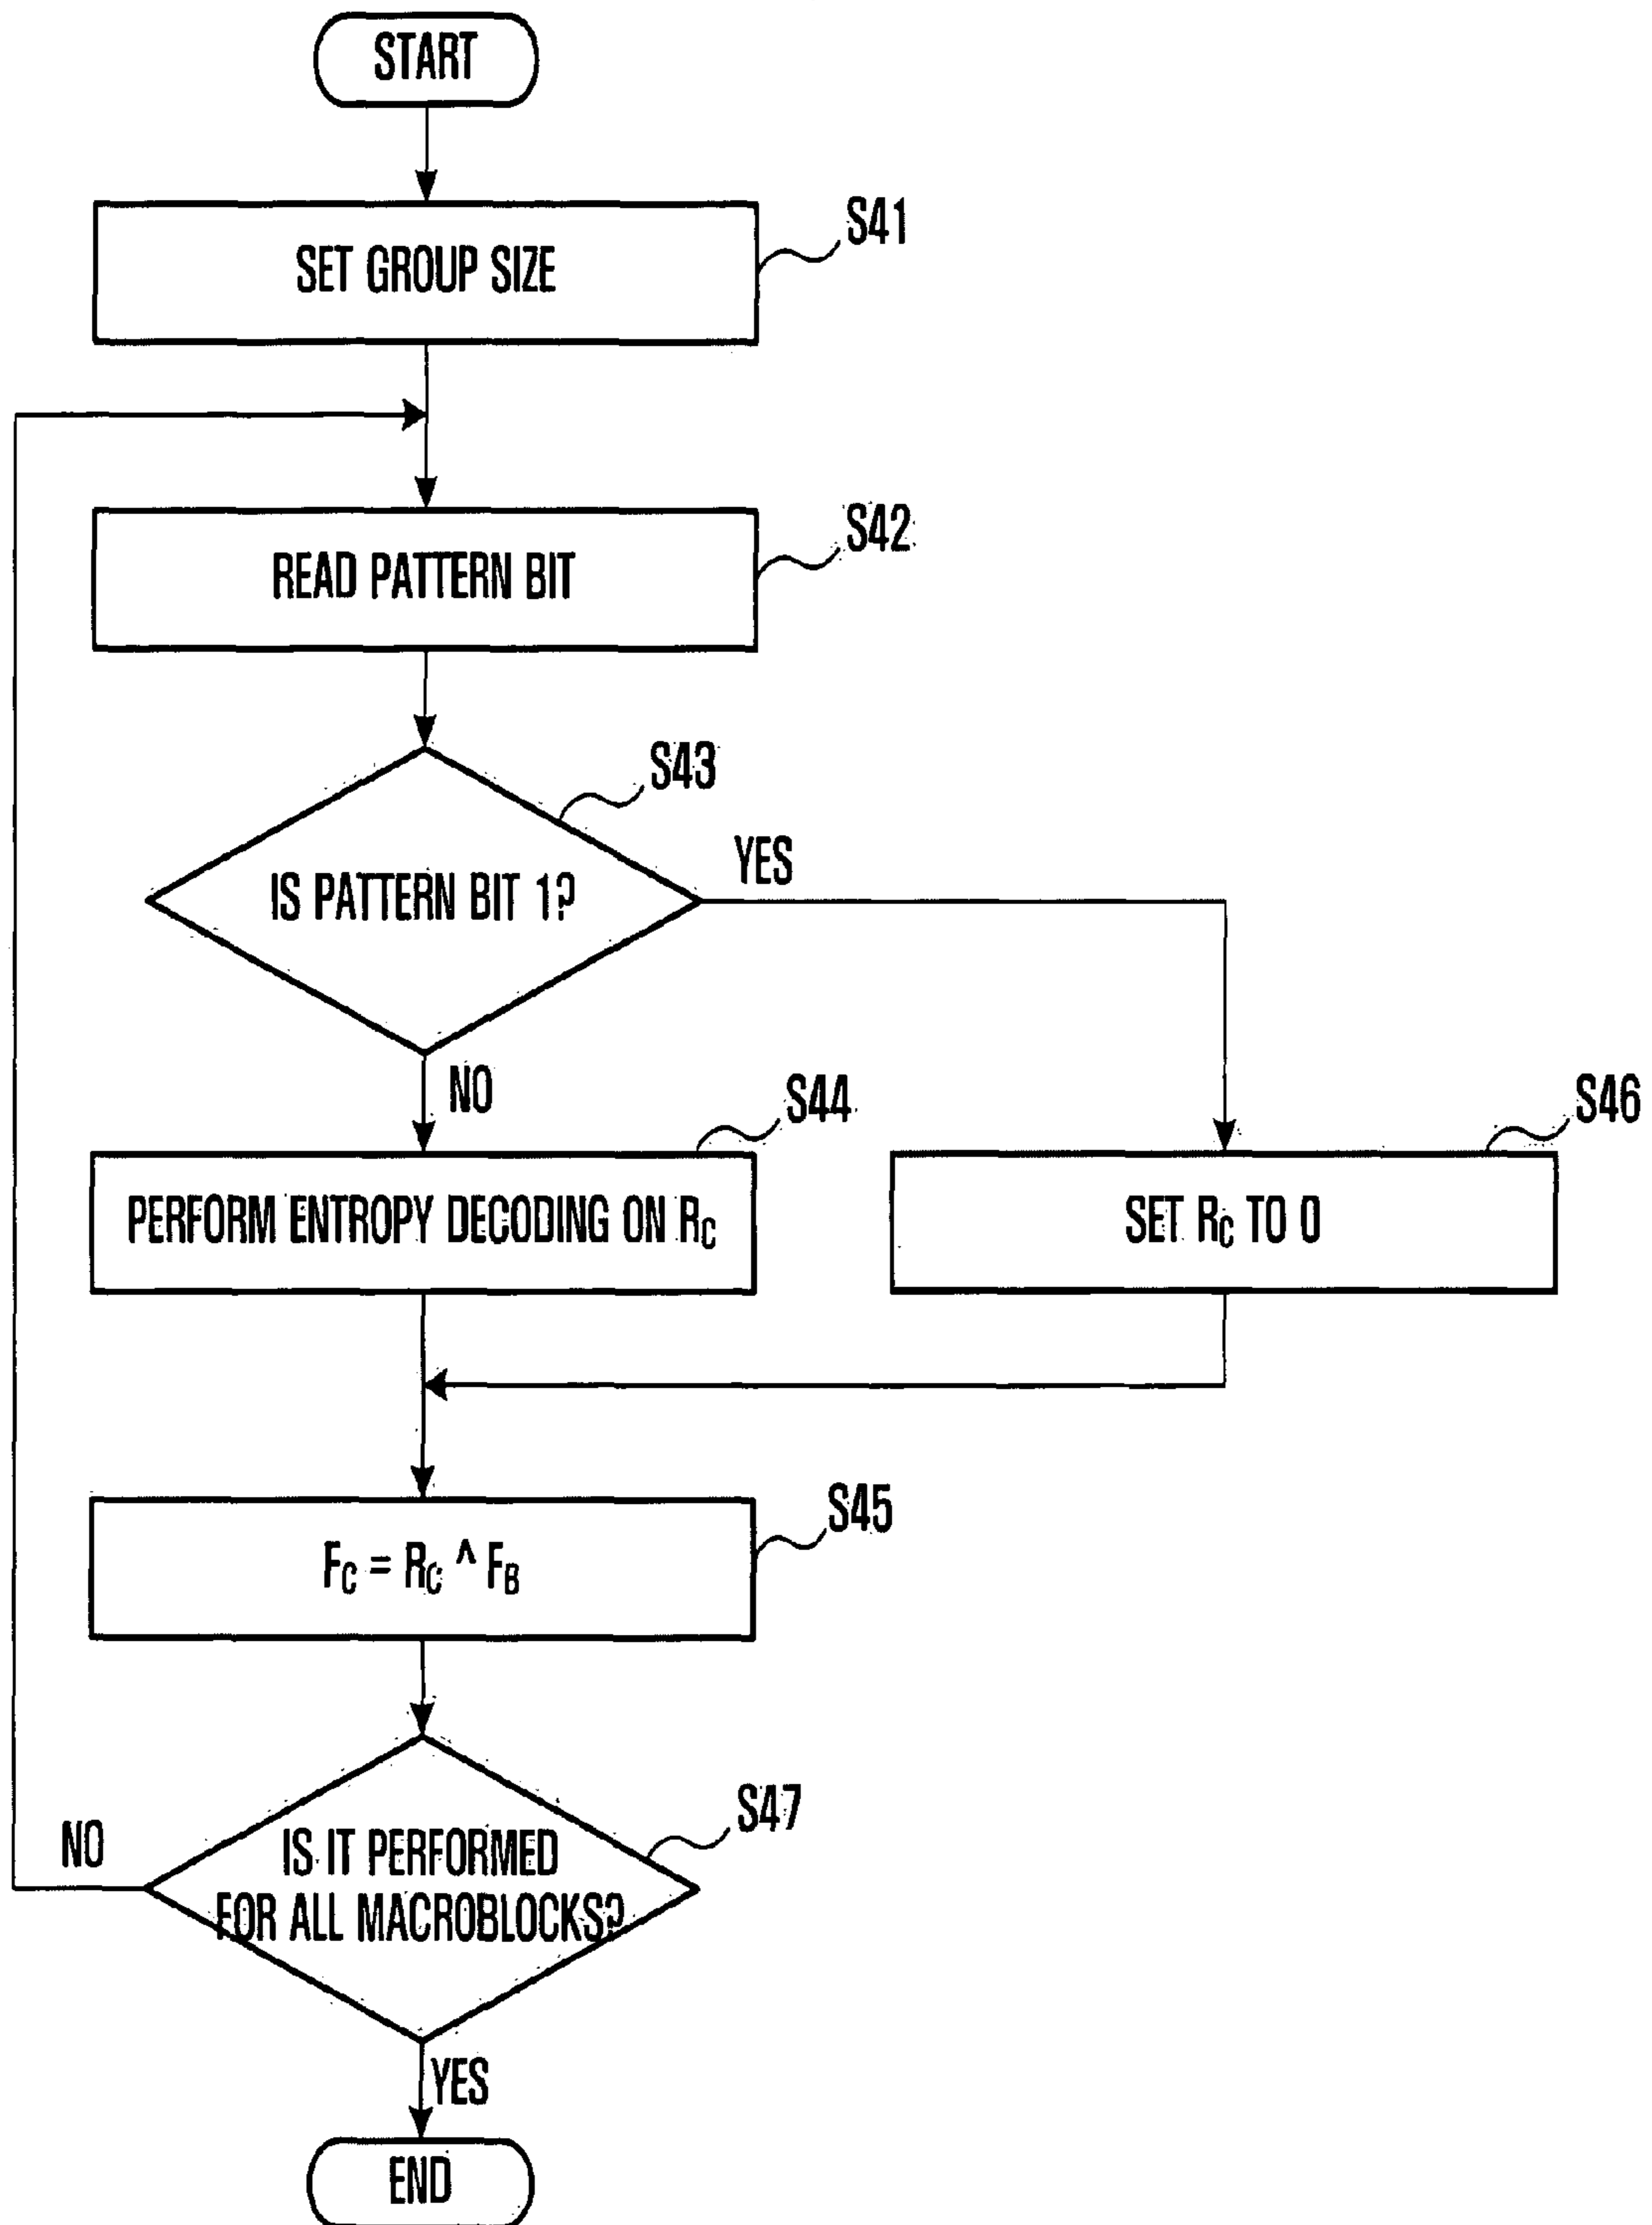 START
S41
SET GROUP SIZE
S42
READ PATTERN BIT
S43
IS PATTERN BIT 1?
YES
NO
S44
PERFORM ENTROPY DECODING ON RC
S46
SET RC TO 0
S45
FC = RC ^ FB
S47
IS IT PERFORMED
FOR ALL MACROBLOCKS?
NO
YES
END